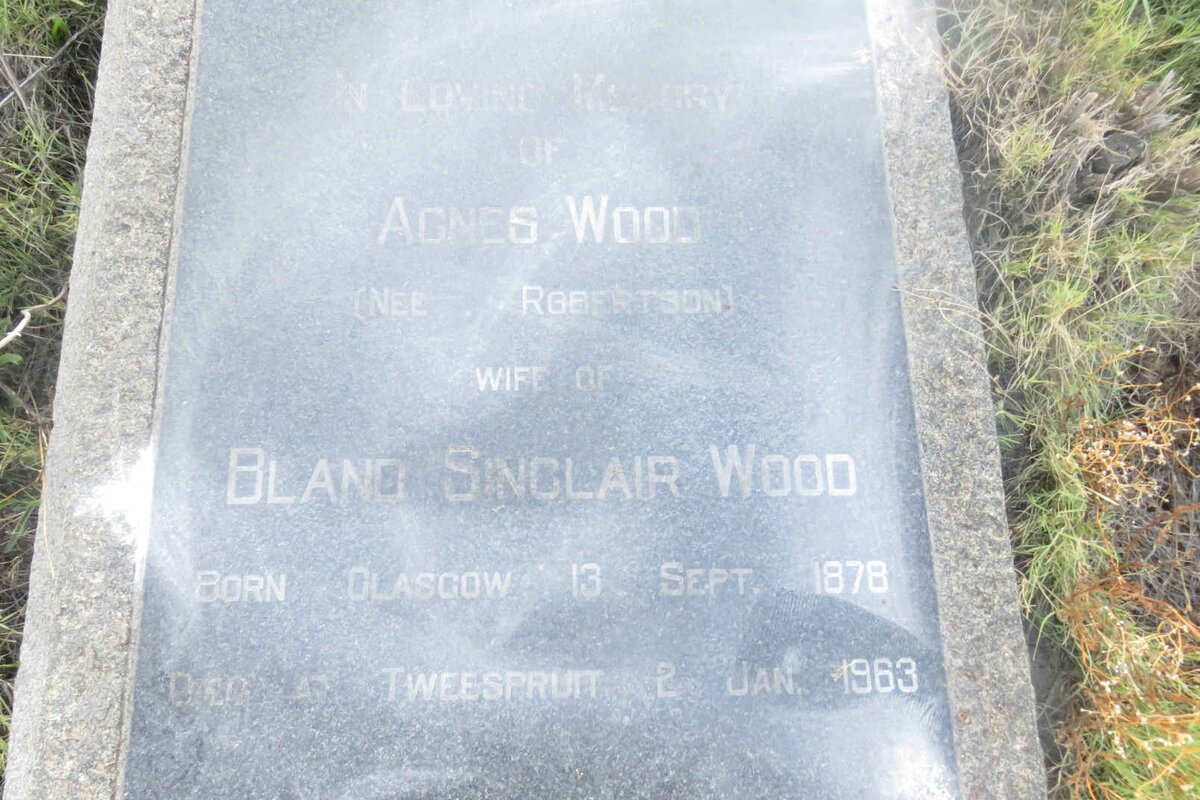 IN LOVING MEMORY
OF
AGNES WOOD
(NEE ROBERTSON)
WIFE OF
BLAND SINCLAIR WOOD
BORN GLASGOW 13 SEPT. 1878
DIED AT TWEESPRUIT 2 JAN. 1963